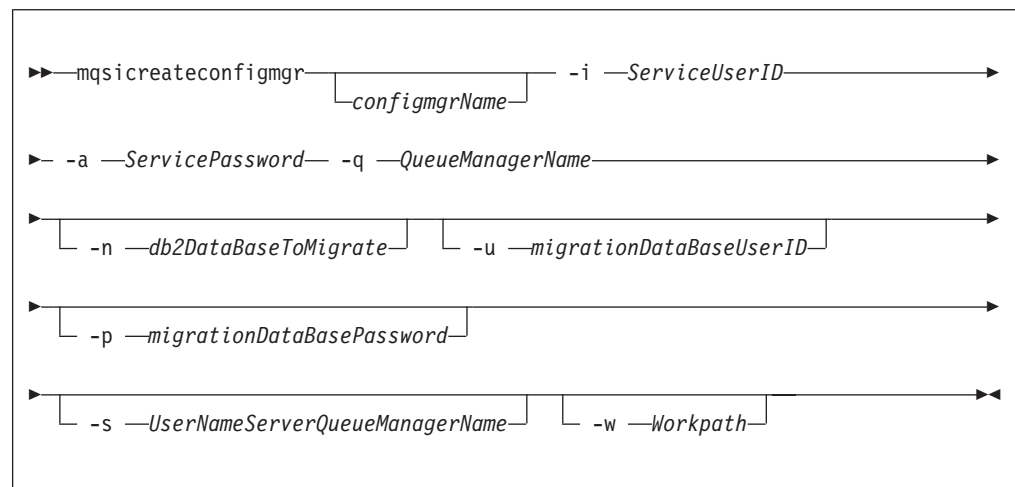 mqsicreateconfigmgr -i ServiceUserID
configmgrName
-a ServicePassword -q QueueManagerName
-n db2DataBaseToMigrate -u migrationDataBaseUserID
-p migrationDataBasePassword
-s UserNameServerQueueManagerName -w Workpath